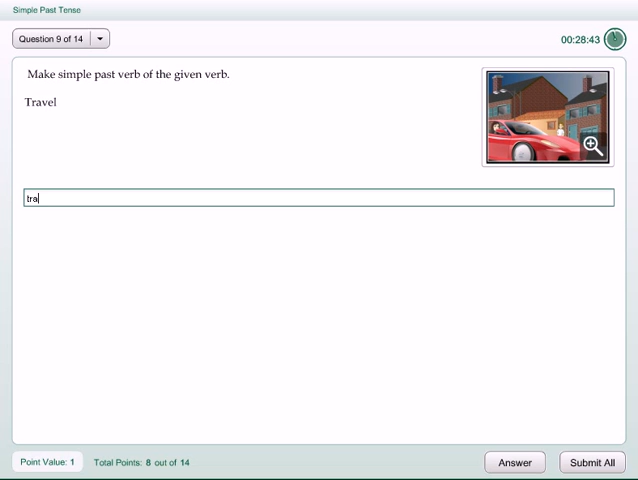 Simple Past Tense
Question 9 of 14
00:28:43
Make simple past verb of the given verb.
Travel
tra
Point Value: 1
Total Points: 8 out of 14
Answer
Submit All